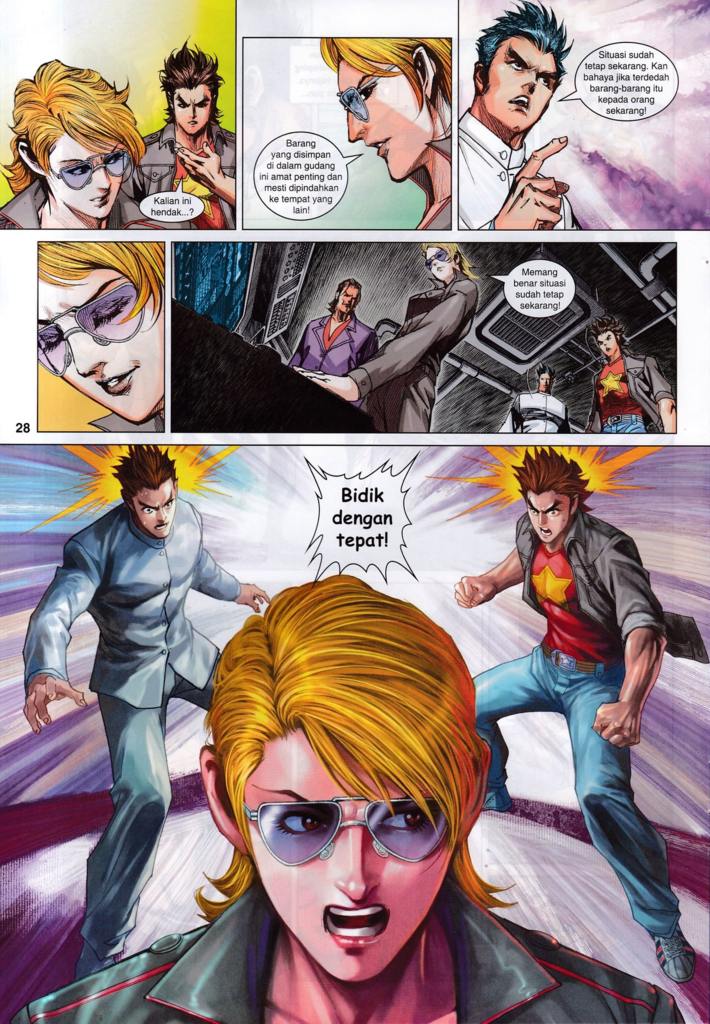 Kalian ini
hendak...?
Barang
yang disimpan
di dalam gudang
ini amat penting dan
mesti dipindahkan
ke tempat yang
lain!
Situasi sudah
tetap sekarang. Kan
bahaya jika terdedah
barang-barang itu
kepada orang
sekarang!
Memang
benar situasi
sudah tetap
sekarang!
28
Bidik
dengan
tepat!